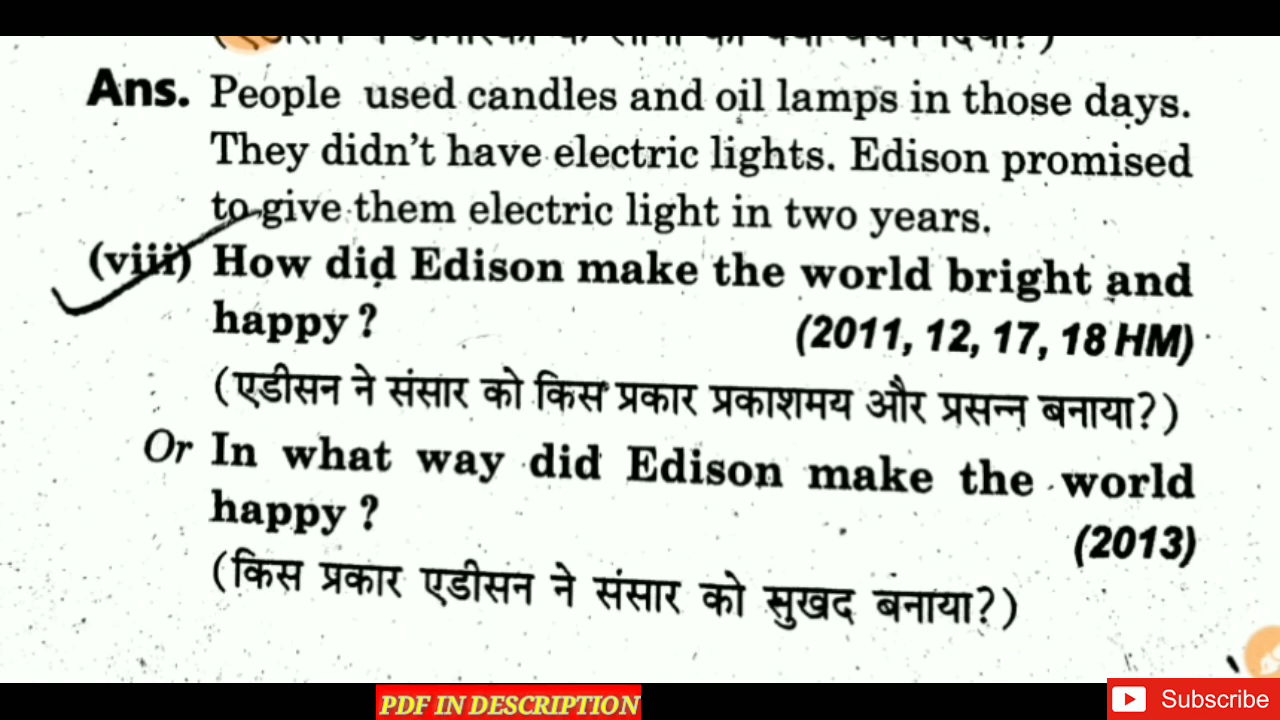 Ans. People used candles and oil lamps in those days.
They didn't have electric lights. Edison promised
to give them electric light in two years.
(viii) How did Edison make the world bright and
happy ? (2011, 12, 17, 18 HM)
(एडीसन ने संसार को किस प्रकार प्रकाशमय और प्रसन्न बनाया?)
Or In what way did Edison make the world
happy ? (2013)
(किस प्रकार एडीसन ने संसार को सुखद बनाया?)
PDF IN DESCRIPTION
Subscribe